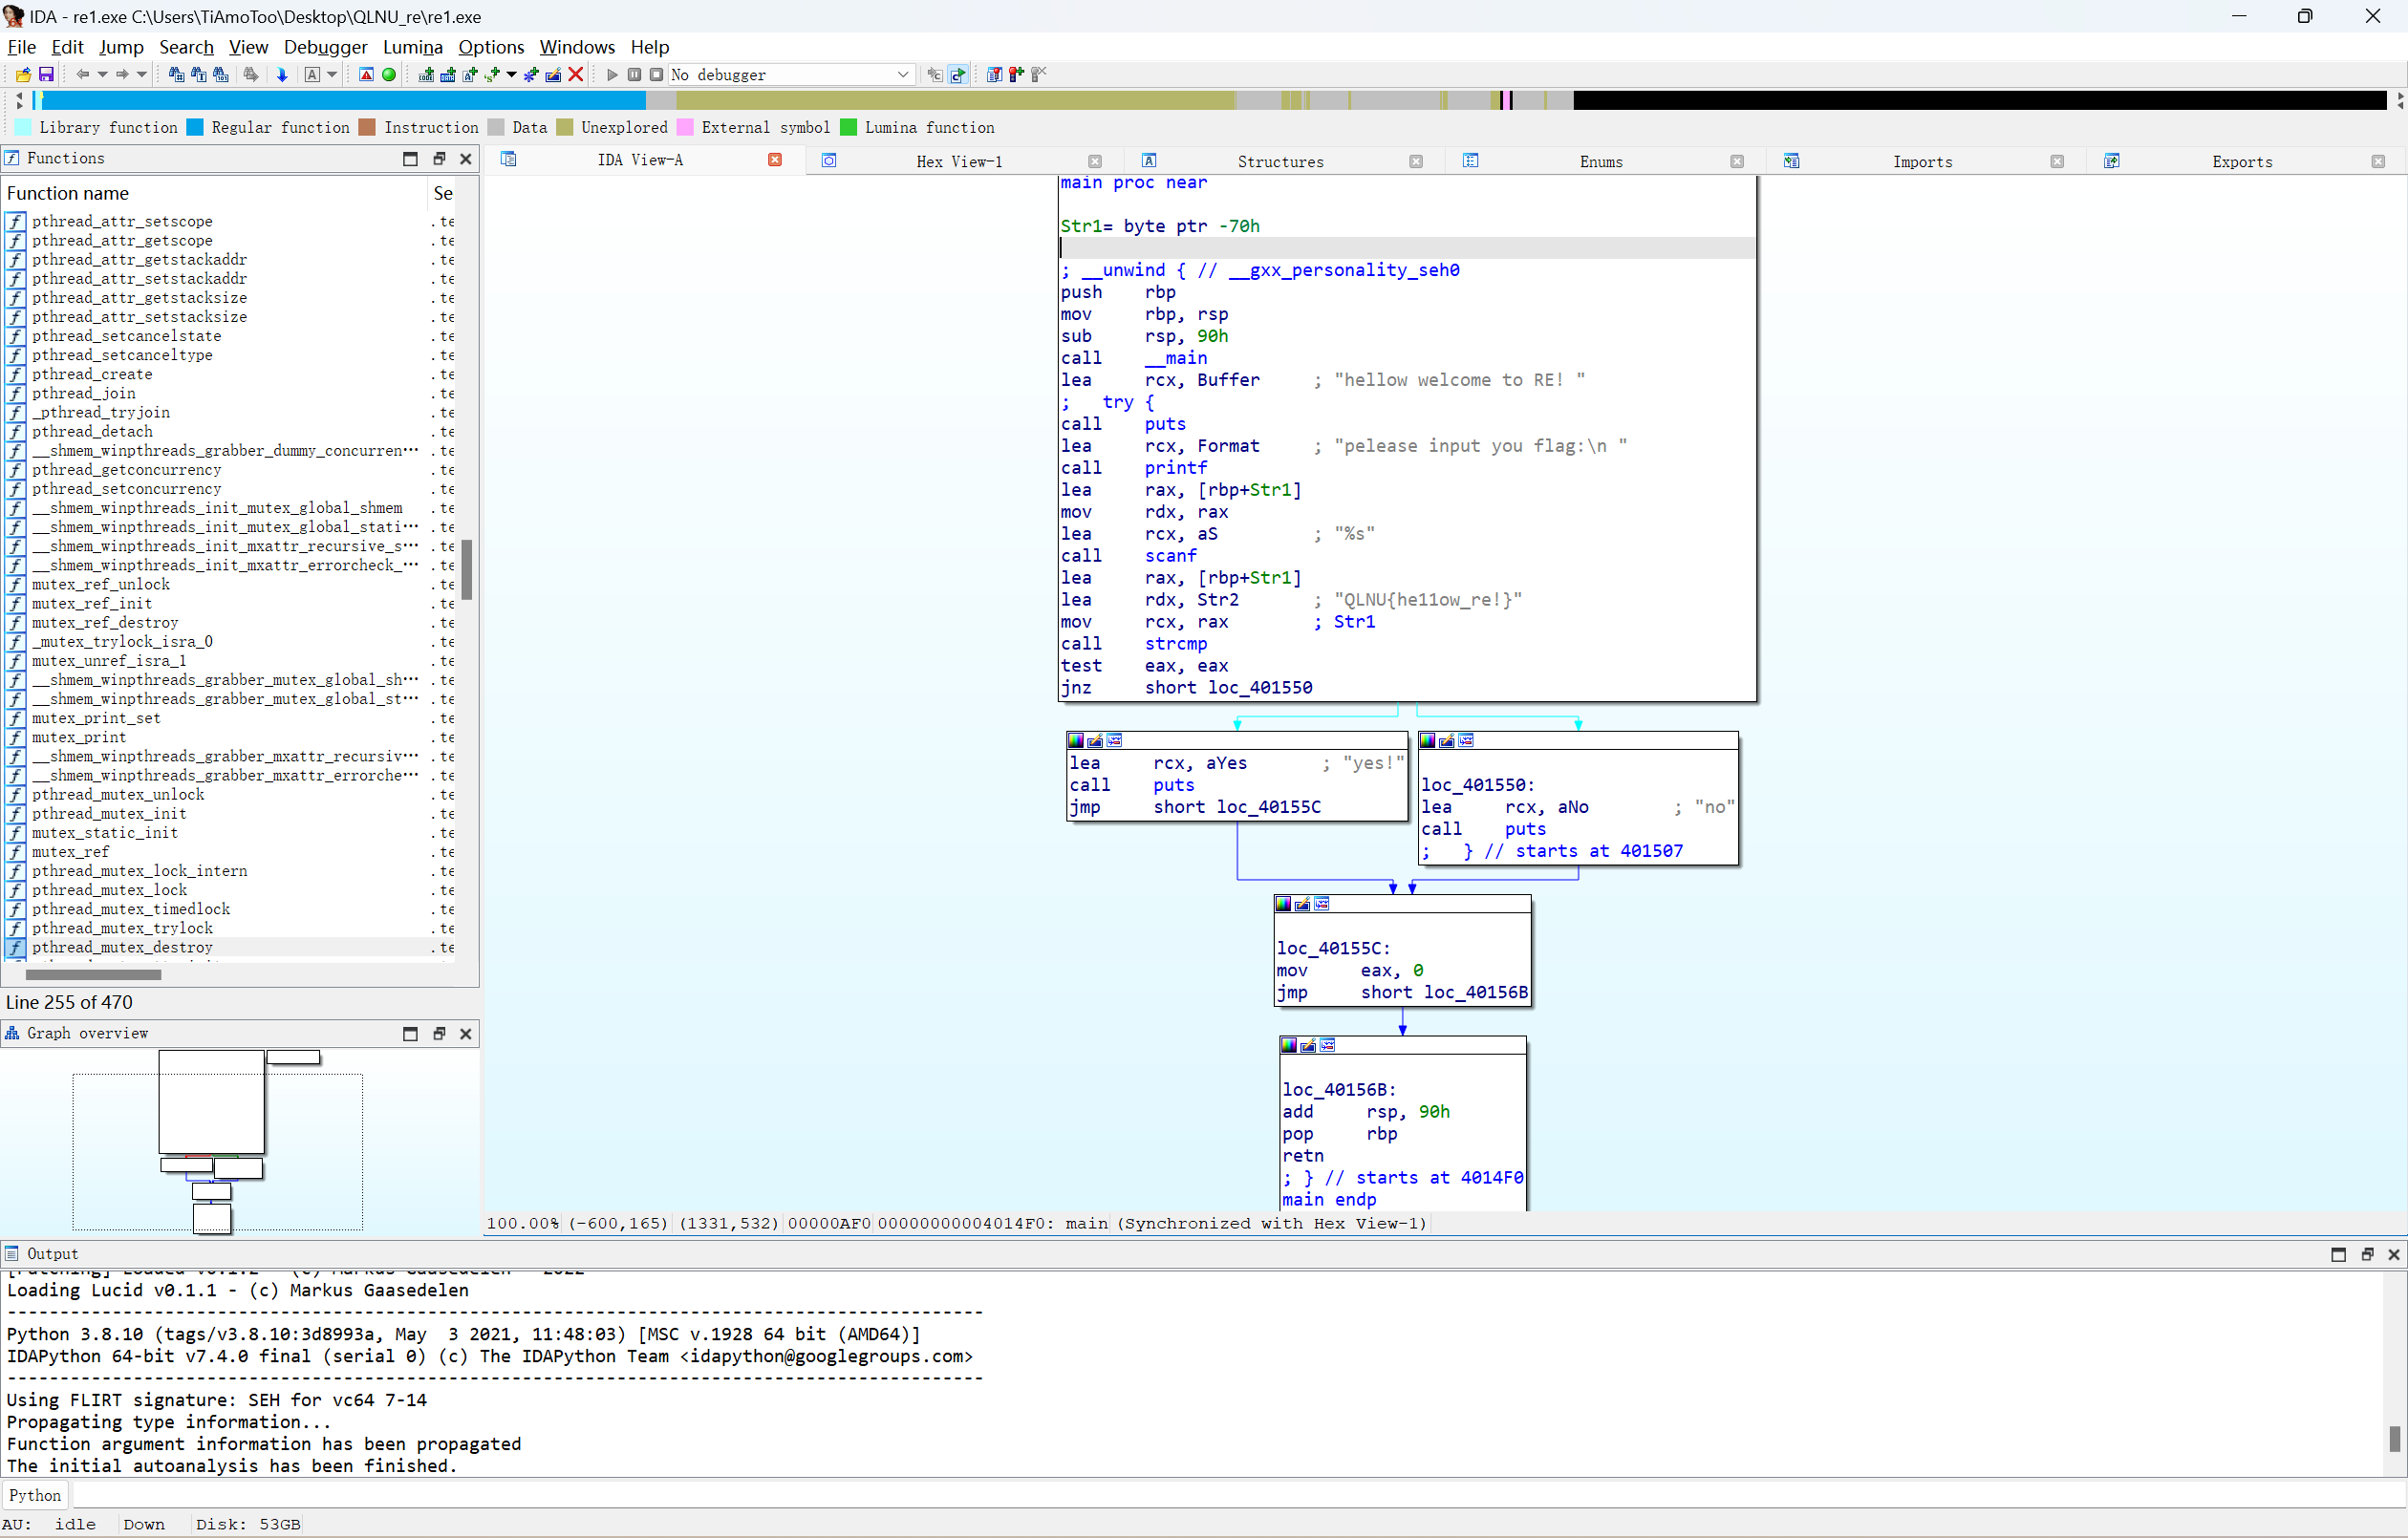 IDA - re1.exe C:\Users\TiAmoToo\Desktop\QLNU_re\re1.exe
File Edit Jump Search View Debugger Lumina Options Windows Help
No debugger
Library function Regular function Instruction Data Unexplored External symbol Lumina function
Functions
Function name Se
pthread_attr_setscope .te
pthread_attr_getscope .te
pthread_attr_getstackaddr .te
pthread_attr_setstackaddr .te
pthread_attr_getstacksize .te
pthread_attr_setstacksize .te
pthread_setcancelstate .te
pthread_setcanceltype .te
pthread_create .te
pthread_join .te
_pthread_tryjoin .te
pthread_detach .te
__shmem_winpthreads_grabber_dummy_concurren… .te
pthread_getconcurrency .te
pthread_setconcurrency .te
__shmem_winpthreads_init_mutex_global_shmem .te
__shmem_winpthreads_init_mutex_global_stati… .te
__shmem_winpthreads_init_mxattr_recursive_s… .te
__shmem_winpthreads_init_mxattr_errorcheck_… .te
mutex_ref_unlock .te
mutex_ref_init .te
mutex_ref_destroy .te
_mutex_trylock_isra_0 .te
mutex_unref_isra_1 .te
__shmem_winpthreads_grabber_mutex_global_sh… .te
__shmem_winpthreads_grabber_mutex_global_st… .te
mutex_print_set .te
mutex_print .te
__shmem_winpthreads_grabber_mxattr_recursiv… .te
__shmem_winpthreads_grabber_mxattr_errorche… .te
pthread_mutex_unlock .te
pthread_mutex_init .te
mutex_static_init .te
mutex_ref .te
pthread_mutex_lock_intern .te
pthread_mutex_lock .te
pthread_mutex_timedlock .te
pthread_mutex_trylock .te
pthread_mutex_destroy .te
Line 255 of 470
Graph overview
IDA View-A Hex View-1 Structures Enums Imports Exports
main proc near
Str1= byte ptr -70h
; __unwind { // __gxx_personality_seh0
push rbp
mov rbp, rsp
sub rsp, 90h
call __main
lea rcx, Buffer ; "hellow welcome to RE! "
; try {
call puts
lea rcx, Format ; "pelease input you flag:\n "
call printf
lea rax, [rbp+Str1]
mov rdx, rax
lea rcx, aS ; "%s"
call scanf
lea rax, [rbp+Str1]
lea rdx, Str2 ; "QLNU{he11ow_re!}"
mov rcx, rax ; Str1
call strcmp
test eax, eax
jnz short loc_401550
lea rcx, aYes ; "yes!"
call puts
jmp short loc_40155C
loc_401550:
lea rcx, aNo ; "no"
call puts
; } // starts at 401507
loc_40155C:
mov eax, 0
jmp short loc_40156B
loc_40156B:
add rsp, 90h
pop rbp
retn
; } // starts at 4014F0
main endp
100.00% (-600,165) (1331,532) 00000AF0 00000000004014F0: main (Synchronized with Hex View-1)
Output
Loading Lucid v0.1.1 - (c) Markus Gaasedelen
---------------------------------------------------------------------------------------------
Python 3.8.10 (tags/v3.8.10:3d8993a, May  3 2021, 11:48:03) [MSC v.1928 64 bit (AMD64)]
IDAPython 64-bit v7.4.0 final (serial 0) (c) The IDAPython Team <idapython@googlegroups.com>
---------------------------------------------------------------------------------------------
Using FLIRT signature: SEH for vc64 7-14
Propagating type information...
Function argument information has been propagated
The initial autoanalysis has been finished.
Python
AU: idle Down Disk: 53GB